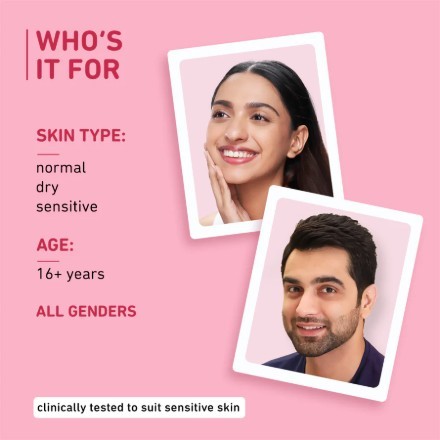 WHO'S
IT FOR
SKIN TYPE:
normal
dry
sensitive
AGE:
16+ years
ALL GENDERS
clinically tested to suit sensitive skin